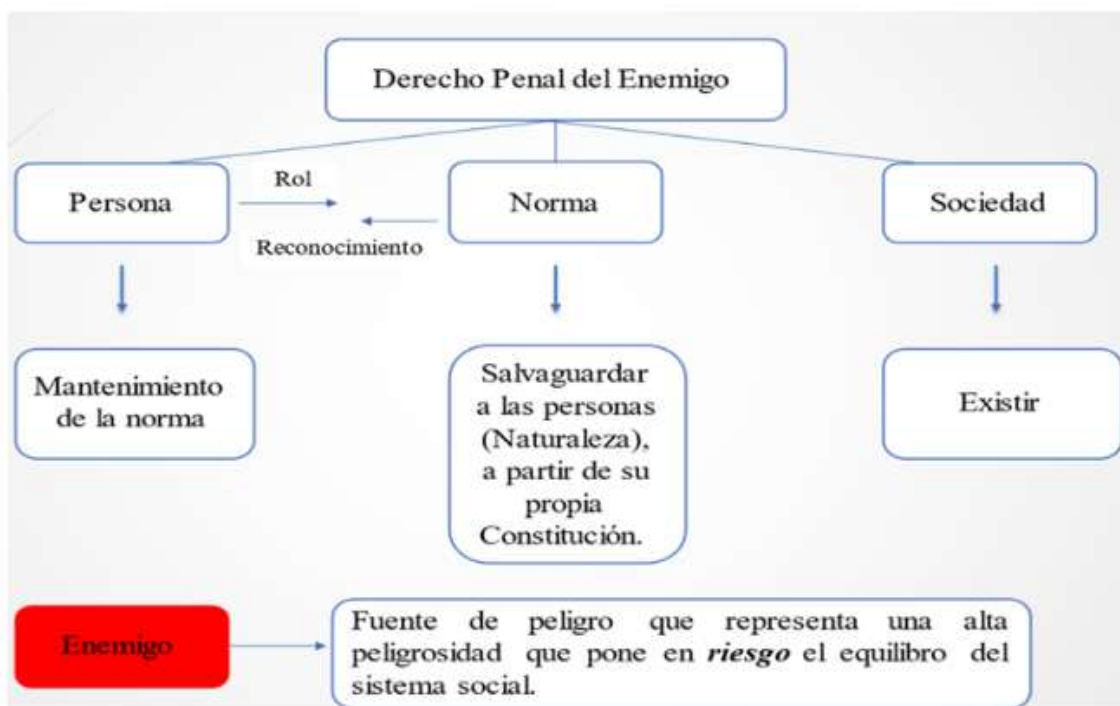 Derecho Penal del Enemigo
Persona
Rol
Reconocimiento
Norma
Sociedad
Mantenimiento
de la norma
Salvaguardar
a las personas
(Naturaleza),
a partir de su
propia
Constitución.
Existir
Enemigo
Fuente de peligro que representa una alta
peligrosidad que pone en riesgo el equilibro del
sistema social.